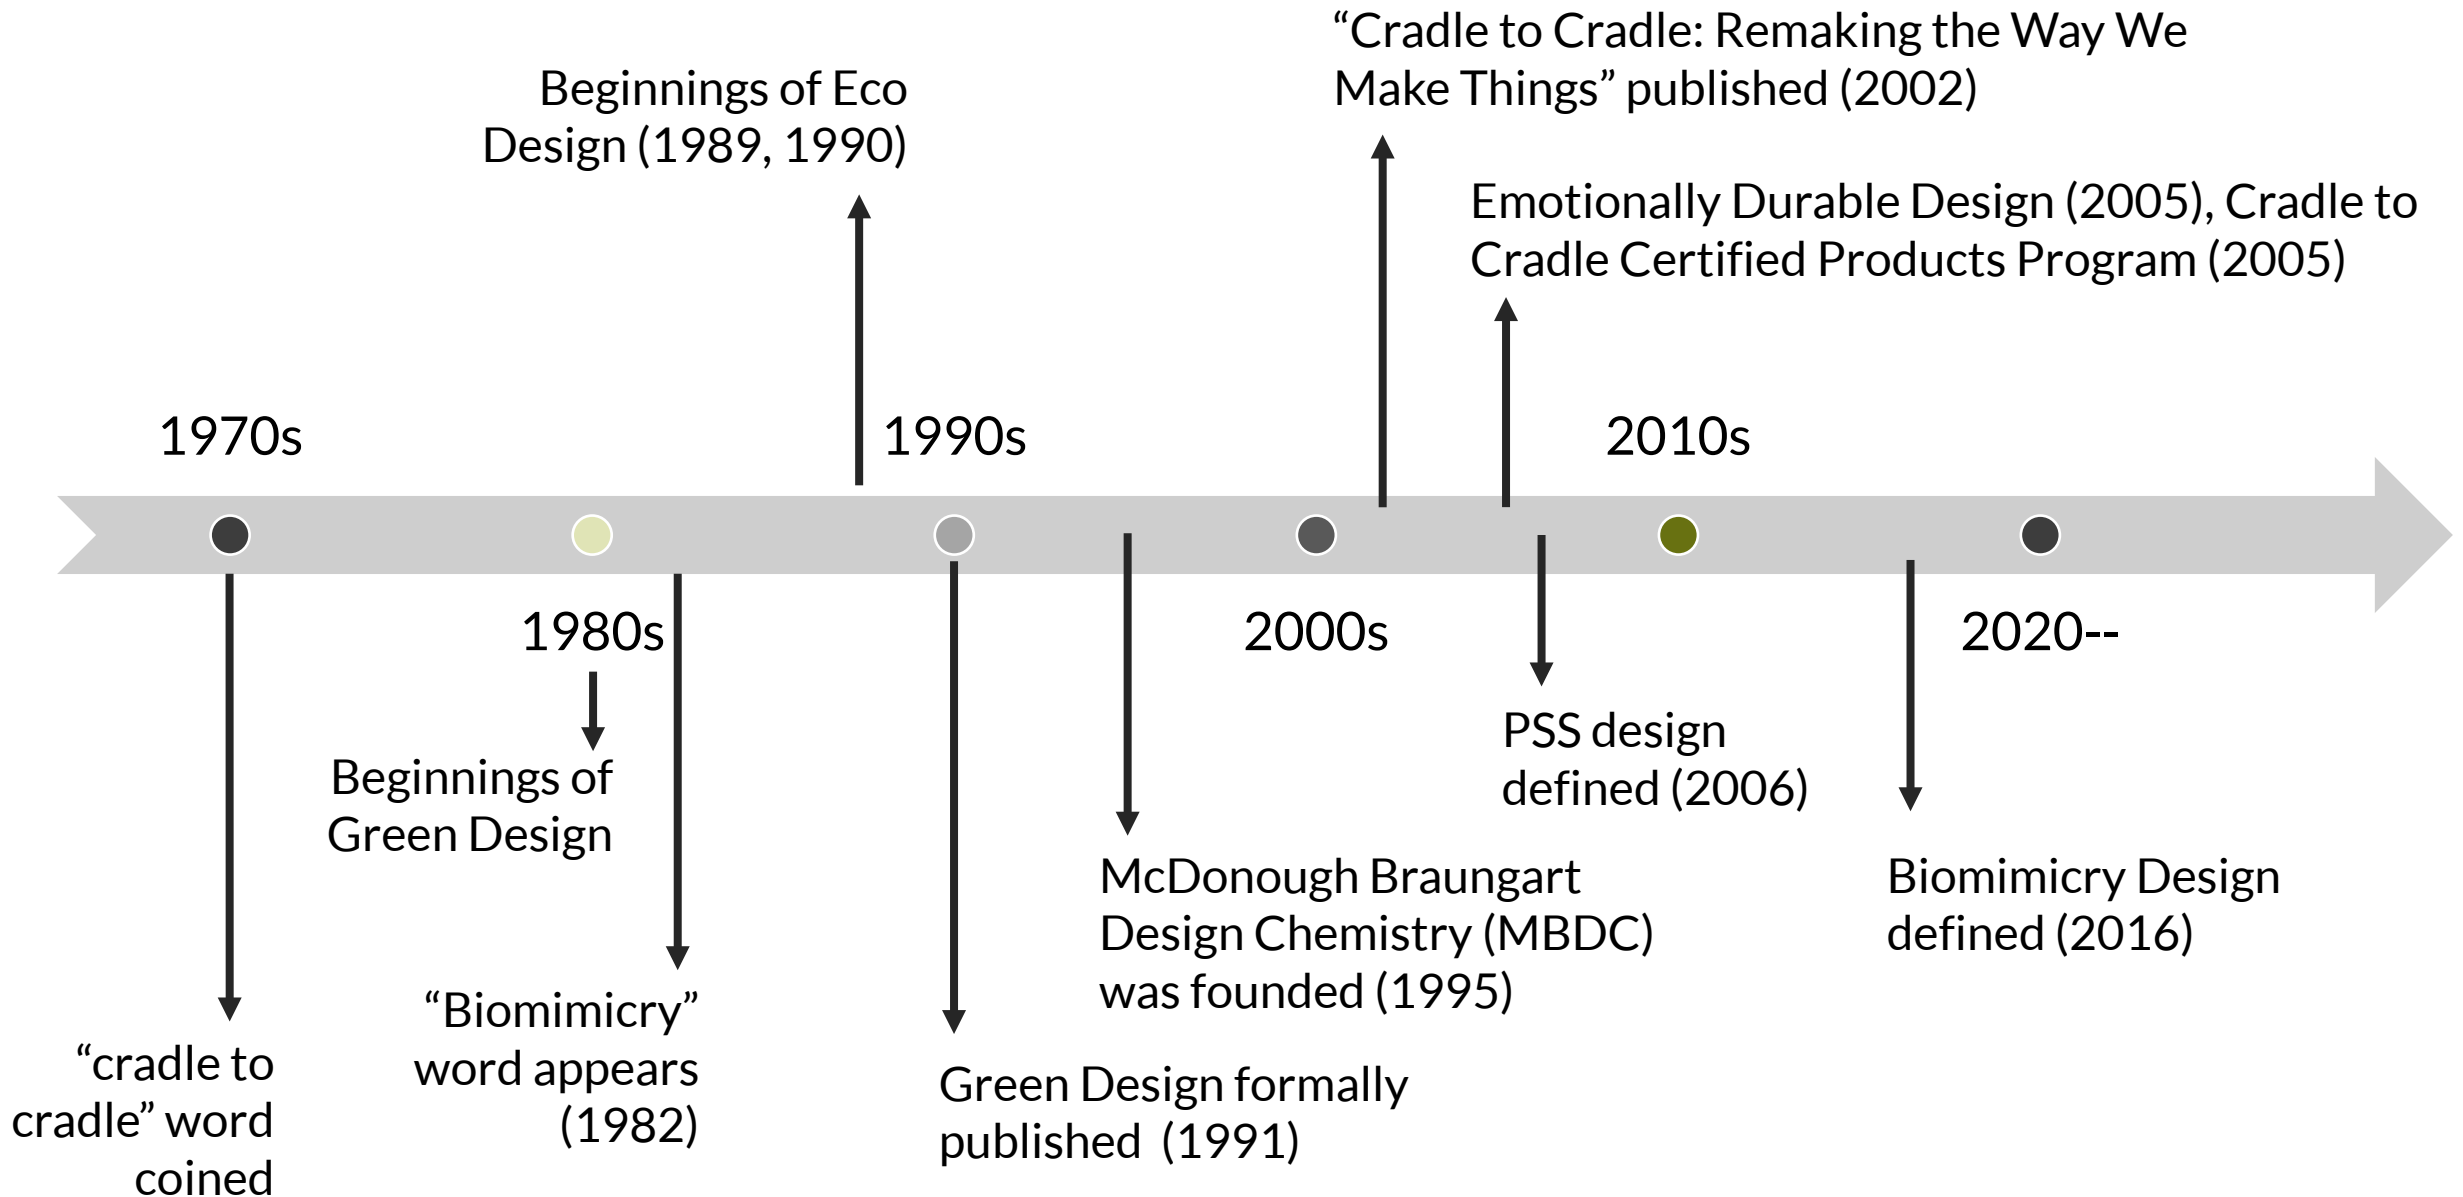 “Cradle to Cradle: Remaking the Way We
Make Things” published (2002)
Beginnings of Eco
Design (1989, 1990)
Emotionally Durable Design (2005), Cradle to
Cradle Certified Products Program (2005)
1970s
1990s
2010s
1980s
2000s
2020--
Beginnings of
Green Design
PSS design
defined (2006)
McDonough Braungart
Design Chemistry (MBDC)
was founded (1995)
Biomimicry Design
defined (2016)
“cradle to
cradle” word
coined
“Biomimicry”
word appears
(1982)
Green Design formally
published  (1991)